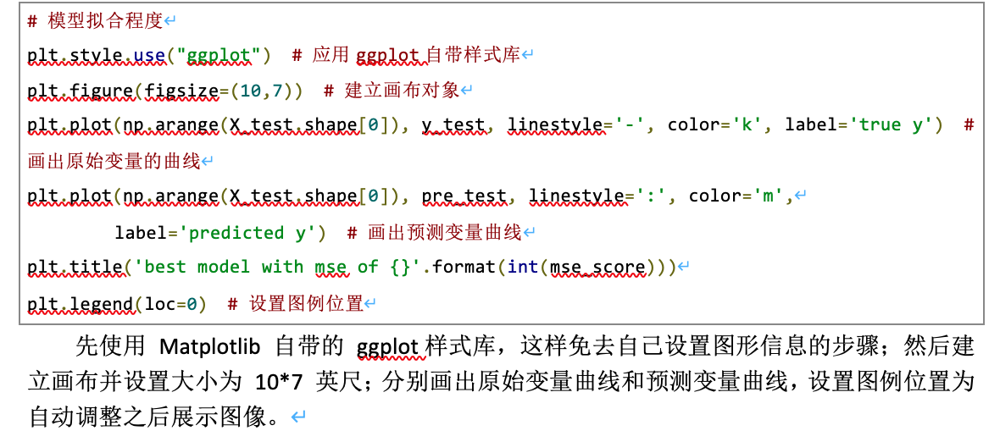 # 模型拟合程度↵
plt.style.use("ggplot")  # 应用 ggplot 自带样式库↵
plt.figure(figsize=(10,7))  # 建立画布对象↵
plt.plot(np.arange(X_test.shape[0]), y_test, linestyle='-', color='k', label='true y')  #
画出原始变量的曲线↵
plt.plot(np.arange(X_test.shape[0]), pre_test, linestyle=':', color='m',↵
        label='predicted y')  # 画出预测变量曲线↵
plt.title('best model with mse of {}'.format(int(mse_score)))↵
plt.legend(loc=0)  # 设置图例位置↵
先使用 Matplotlib 自带的 ggplot 样式库，这样免去自己设置图形信息的步骤；然后建
立画布并设置大小为 10*7 英尺；分别画出原始变量曲线和预测变量曲线，设置图例位置为
自动调整之后展示图像。↵